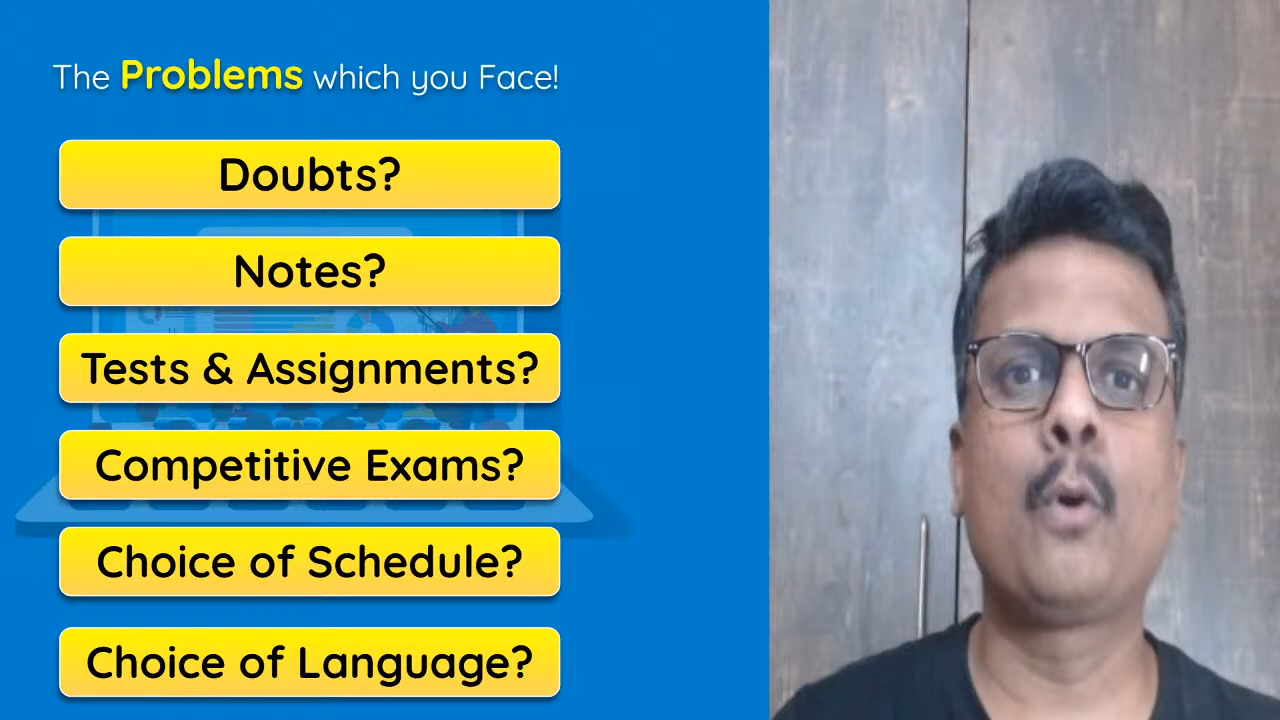 The Problems which you Face!
Doubts?
Notes?
Tests & Assignments?
Competitive Exams?
Choice of Schedule?
Choice of Language?